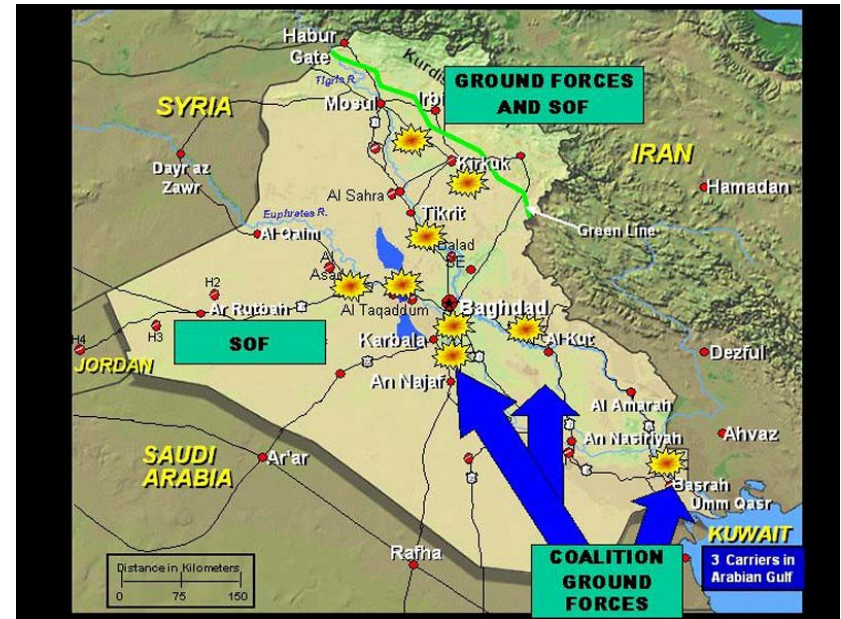 Habur
Gate
Kurdis
Tigris R.
GROUND FORCES
AND SOF
SYRIA
Mosul
Irbi
IRAN
Dayr az
Zawr
Kirkuk
Hamadan
Al Sahra
Euphrates R.
Tikrit
Green Line
Al Qaim
Balad
SE
Al
Asad
H2
Ar Rutbah
Al Taqaddum
Baghdad
H3
H4
SOF
Karbala
Al-Kut
Dezful
JORDAN
An Najaf
Al Amarah
SAUDI
ARABIA
Ar'ar
An Nasiriyah
Ahvaz
Basrah
Umm Qasr
KUWAIT
Rafha
COALITION
GROUND
FORCES
3 Carriers in
Arabian Gulf
Distance in Kilometers
0 75 150